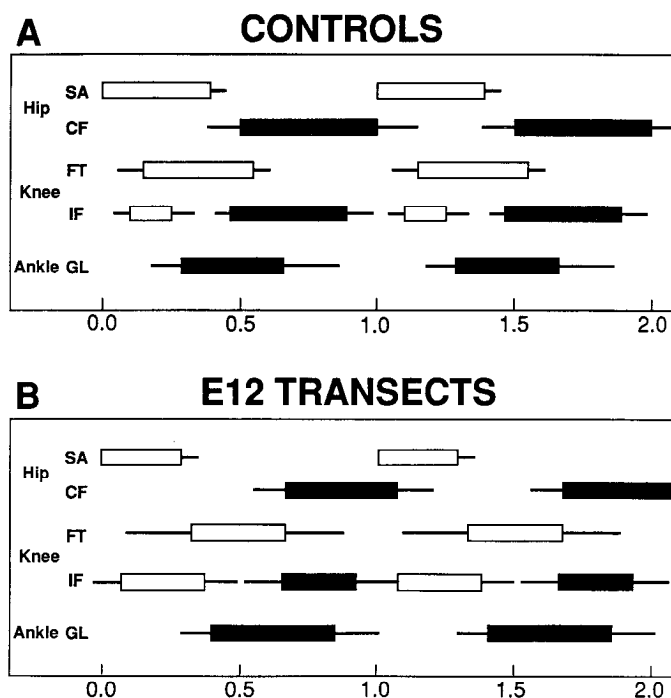 A CONTROLS
Hip
SA
CF
Knee
FT
IF
Ankle GL
0.0 0.5 1.0 1.5 2.0
B E12 TRANSECTS
Hip
SA
CF
Knee
FT
IF
Ankle GL
0.0 0.5 1.0 1.5 2.0